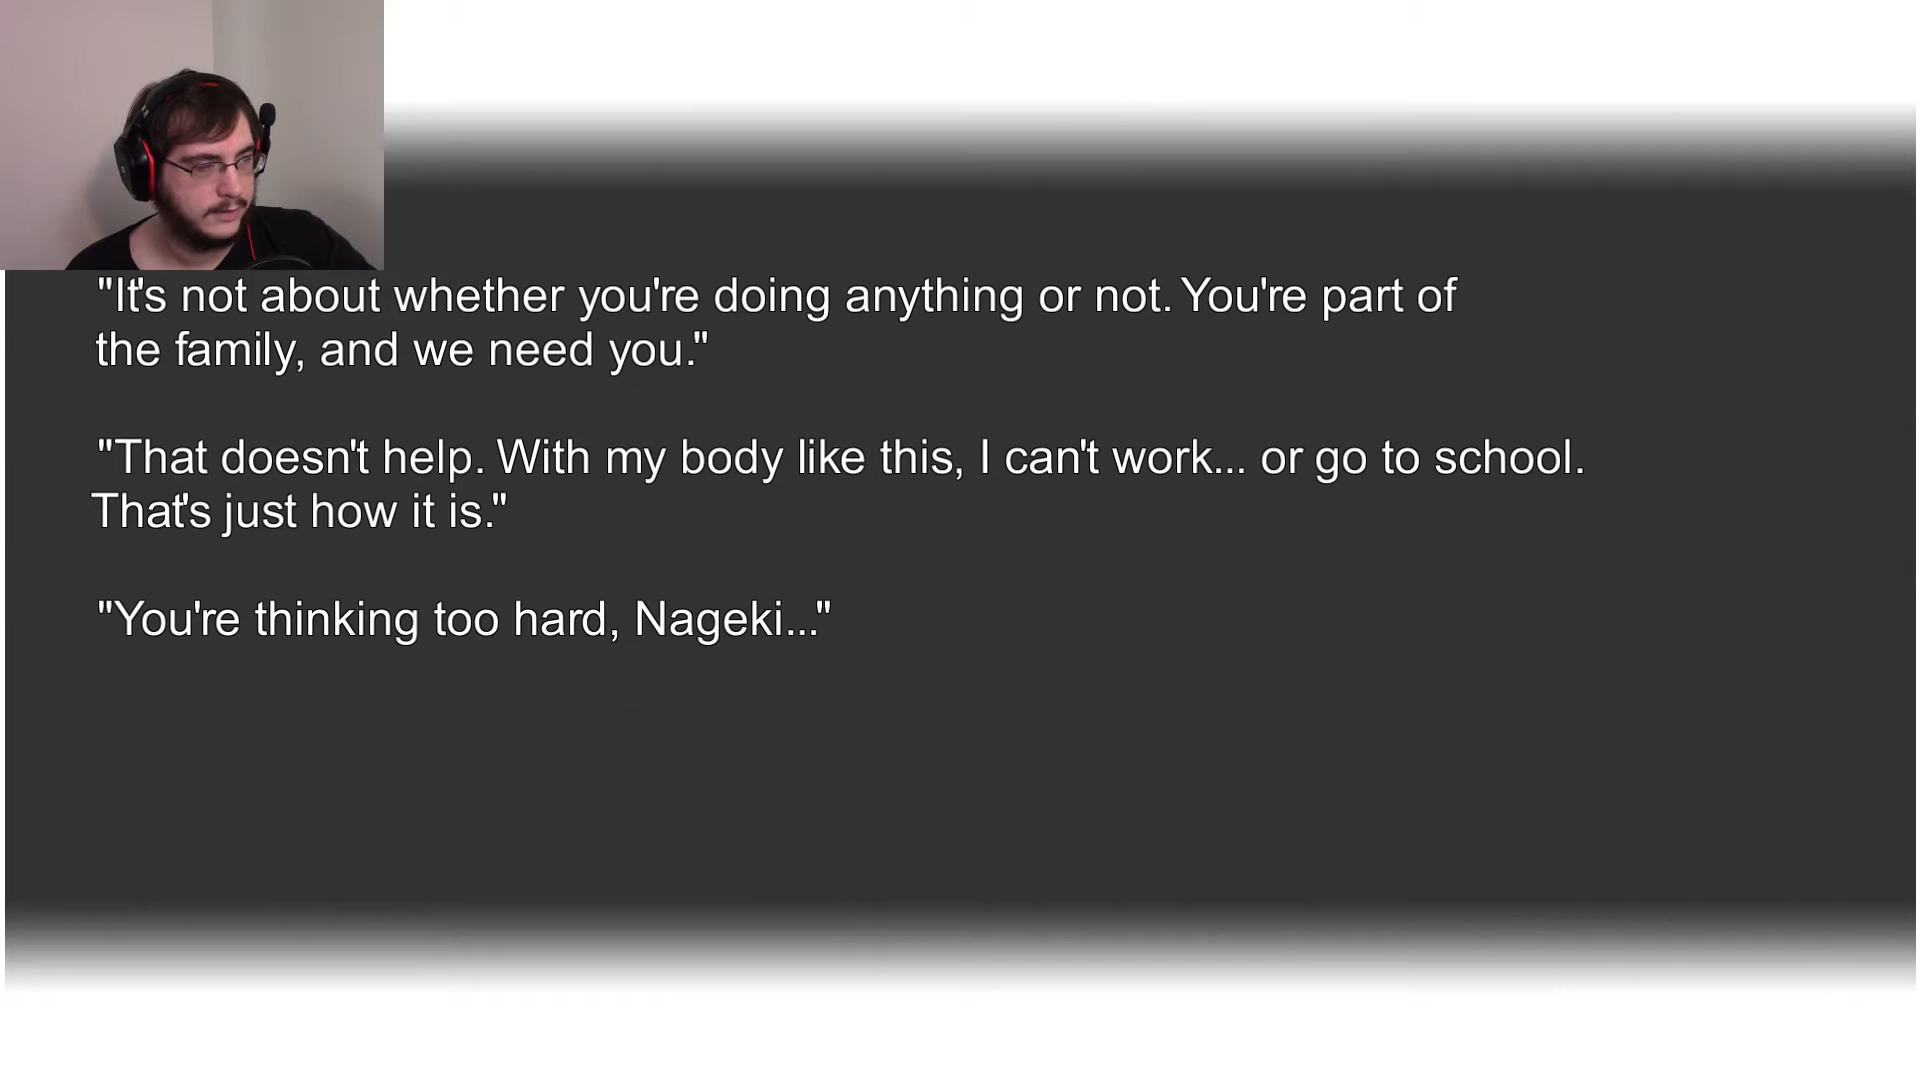 "It's not about whether you're doing anything or not. You're part of
the family, and we need you."
"That doesn't help. With my body like this, I can't work... or go to school.
That's just how it is."
"You're thinking too hard, Nageki..."